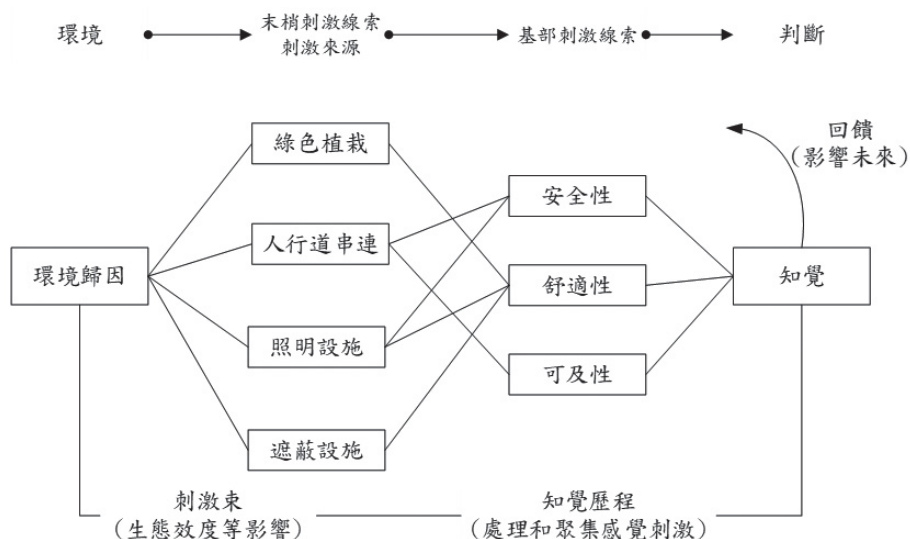 環境
末梢刺激線索
刺激來源
基部刺激線索
判斷
綠色植栽
回饋
(影響未來)
安全性
人行道串連
環境歸因
舒適性
知覺
照明設施
可及性
遮蔽設施
刺激束
(生態效度等影響)
知覺歷程
(處理和聚集感覺刺激)